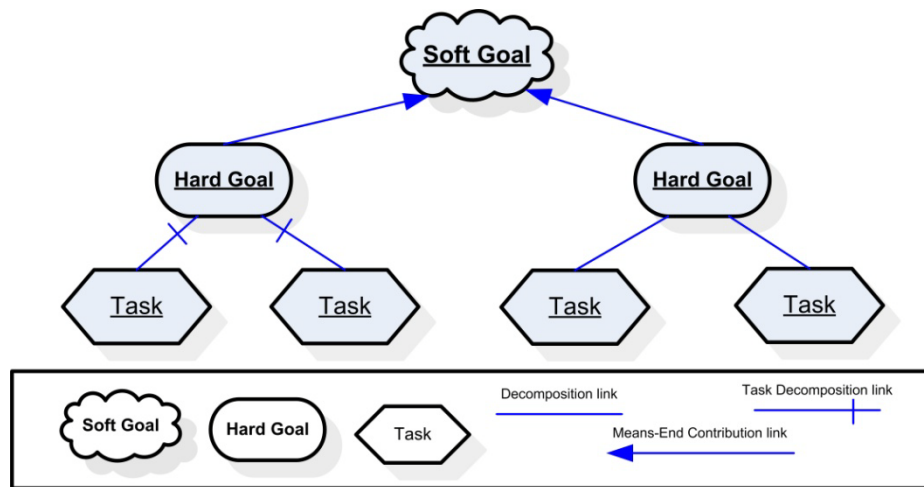 Soft Goal
Hard Goal
Hard Goal
Task
Task
Task
Task
Decomposition link
Task Decomposition link
Soft Goal
Hard Goal
Task
Means-End Contribution link